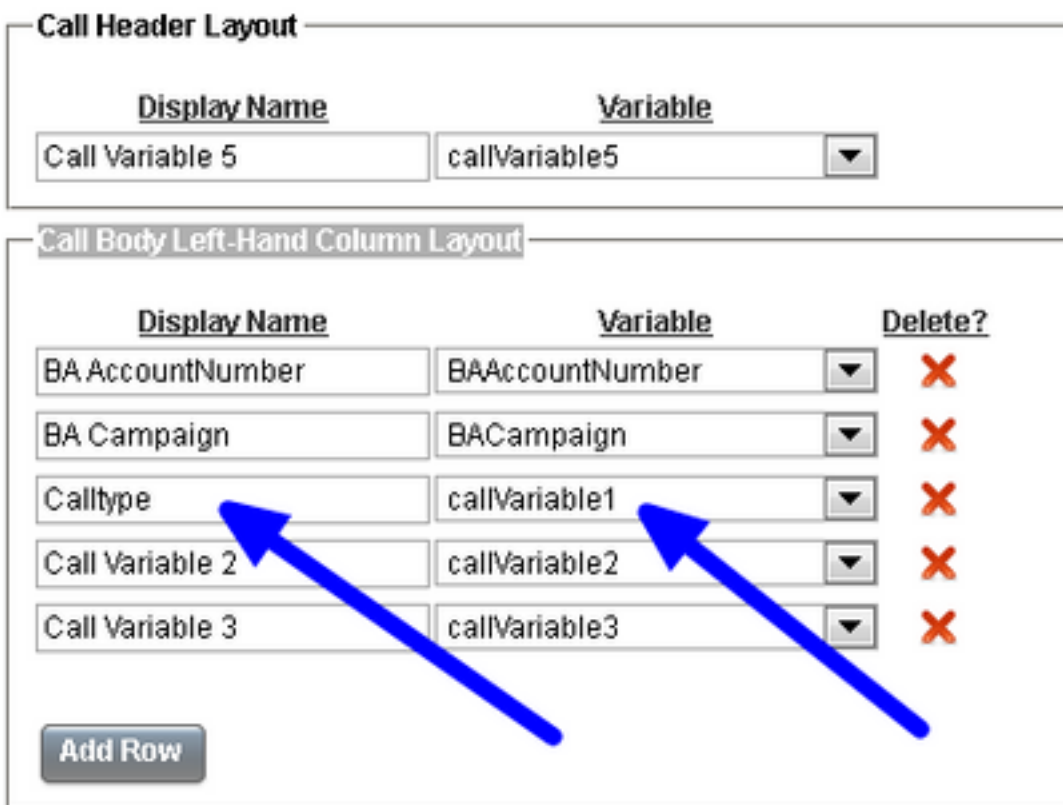 Call Header Layout
Display Name Variable
Call Variable 5 callVariable5
Call Body Left-Hand Column Layout
Display Name Variable Delete?
BA AccountNumber BAAccountNumber
BA Campaign BACampaign
Calltype callVariable1
Call Variable 2 callVariable2
Call Variable 3 callVariable3
Add Row